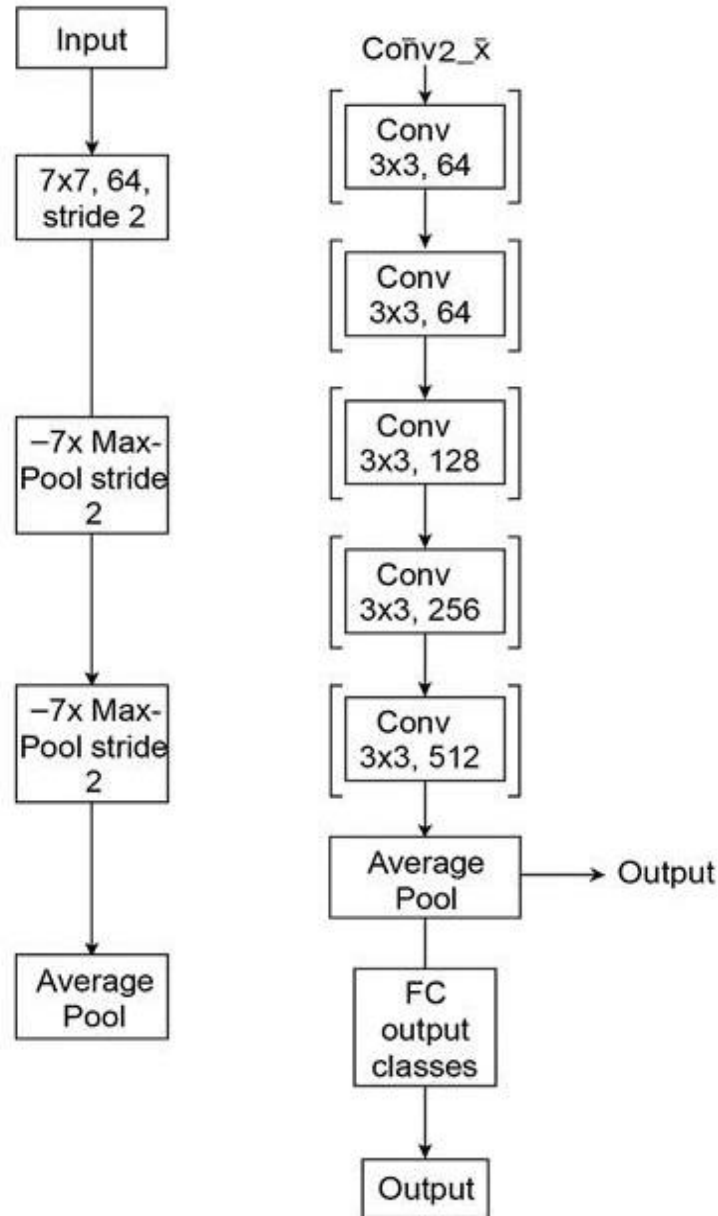 Input
7x7, 64,
stride 2
–7x Max-
Pool stride
2
–7x Max-
Pool stride
2
Average
Pool
Con̄v2_x̄
Conv
3x3, 64
Conv
3x3, 64
Conv
3x3, 128
Conv
3x3, 256
Conv
3x3, 512
Average
Pool
Output
FC
output
classes
Output